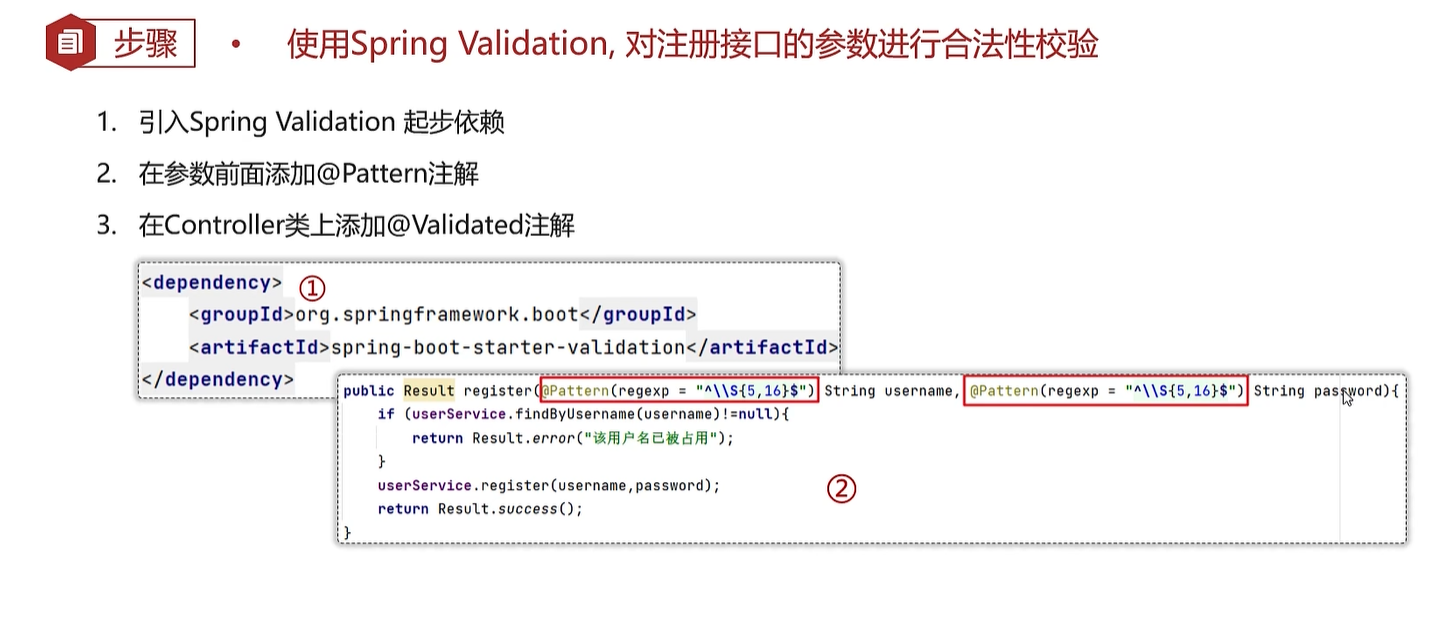 步骤 • 使用Spring Validation, 对注册接口的参数进行合法性校验
1. 引入Spring Validation 起步依赖
2. 在参数前面添加@Pattern注解
3. 在Controller类上添加@Validated注解
<dependency> ①
<groupId>org.springframework.boot</groupId>
<artifactId>spring-boot-starter-validation</artifactId>
</dependency>
public Result register(@Pattern(regexp = "^\\S{5,16}$") String username, @Pattern(regexp = "^\\S{5,16}$") String password){
if (userService.findByUsername(username)!=null){
return Result.error("该用户名已被占用");
}
userService.register(username,password);
②
return Result.success();
}